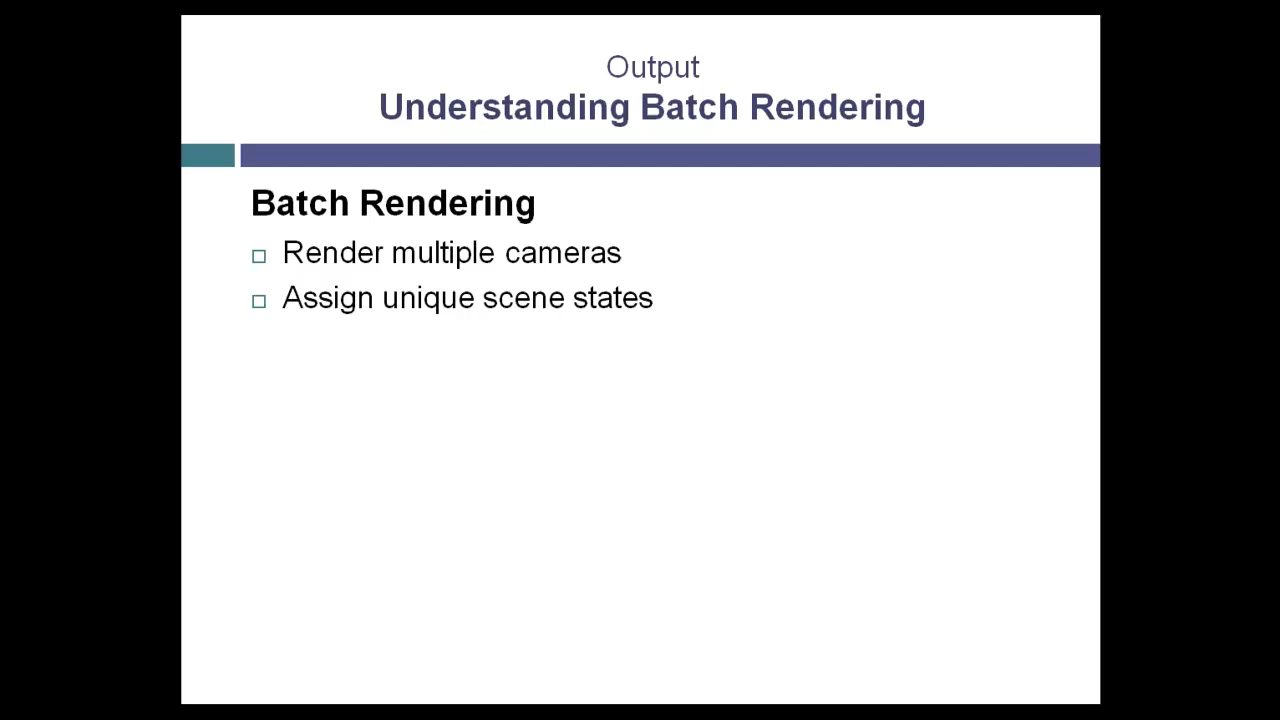 Output
Understanding Batch Rendering
Batch Rendering
Render multiple cameras
Assign unique scene states